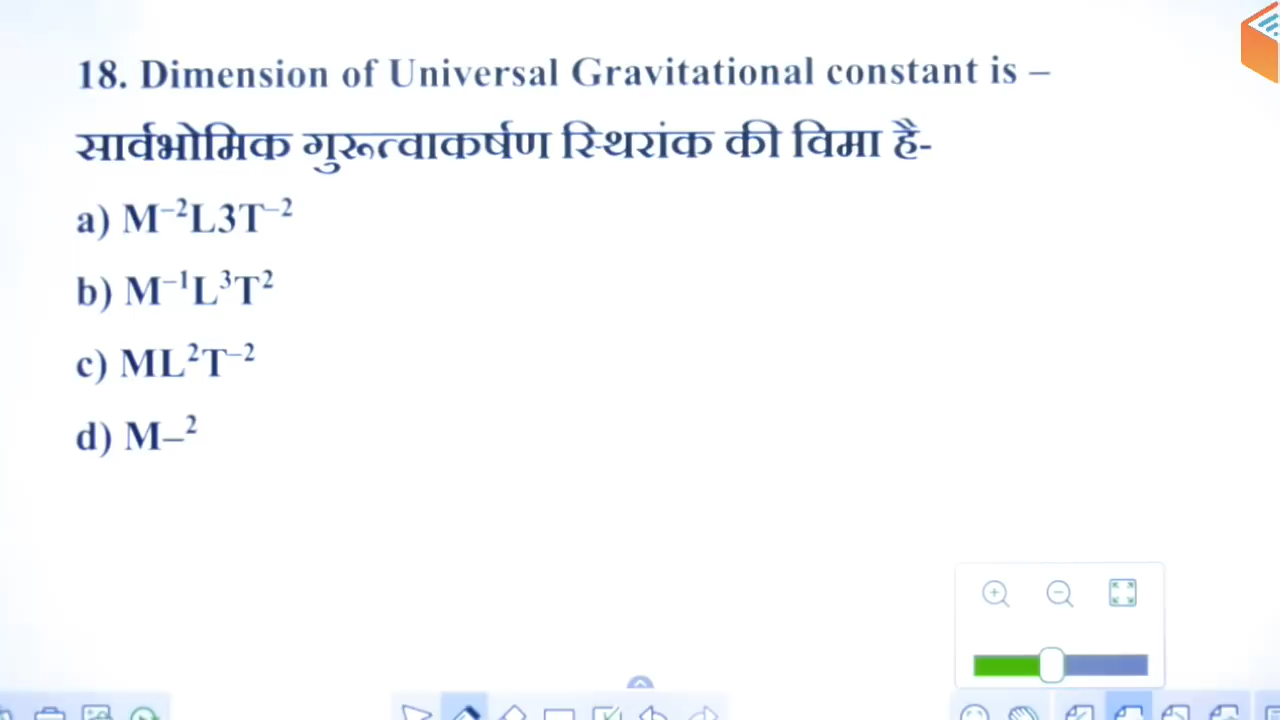 18. Dimension of Universal Gravitational constant is –
सार्वभोमिक गुरूत्वाकर्षण स्थिरांक की विमा है-
a) M⁻²L3T⁻²
b) M⁻¹L³T²
c) ML²T⁻²
d) M–²